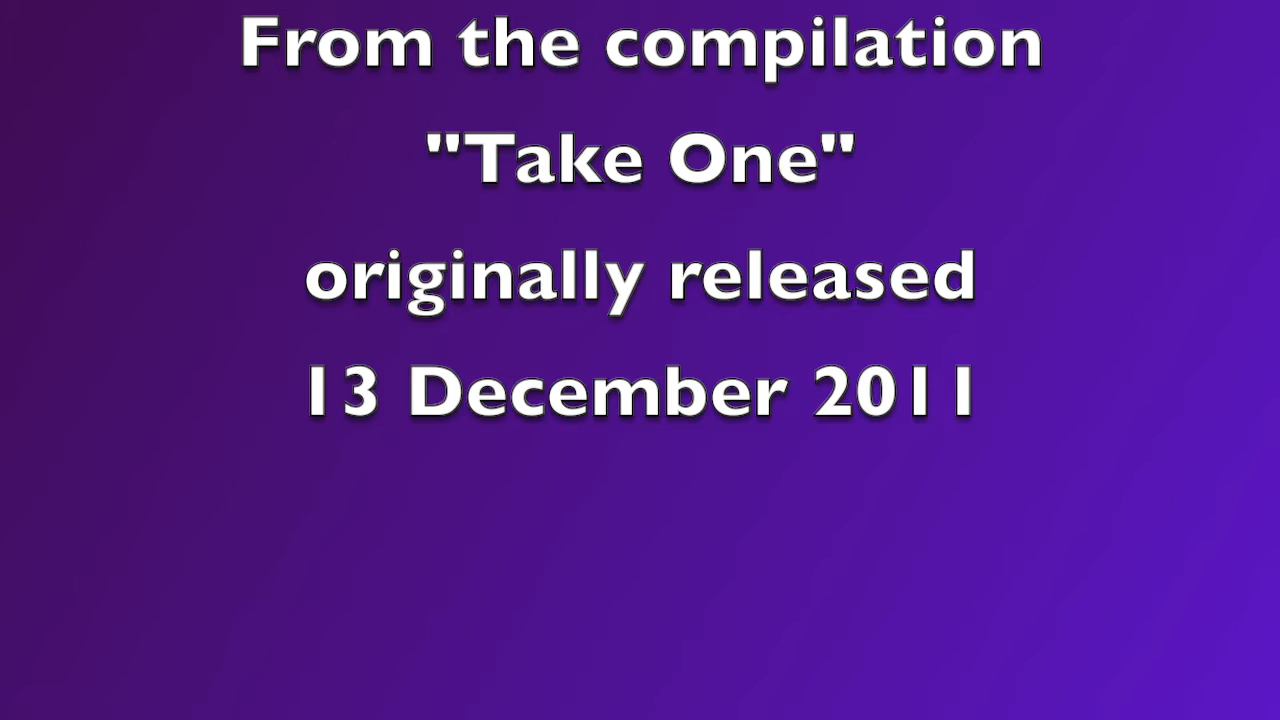 From the compilation
"Take One"
originally released
13 December 2011